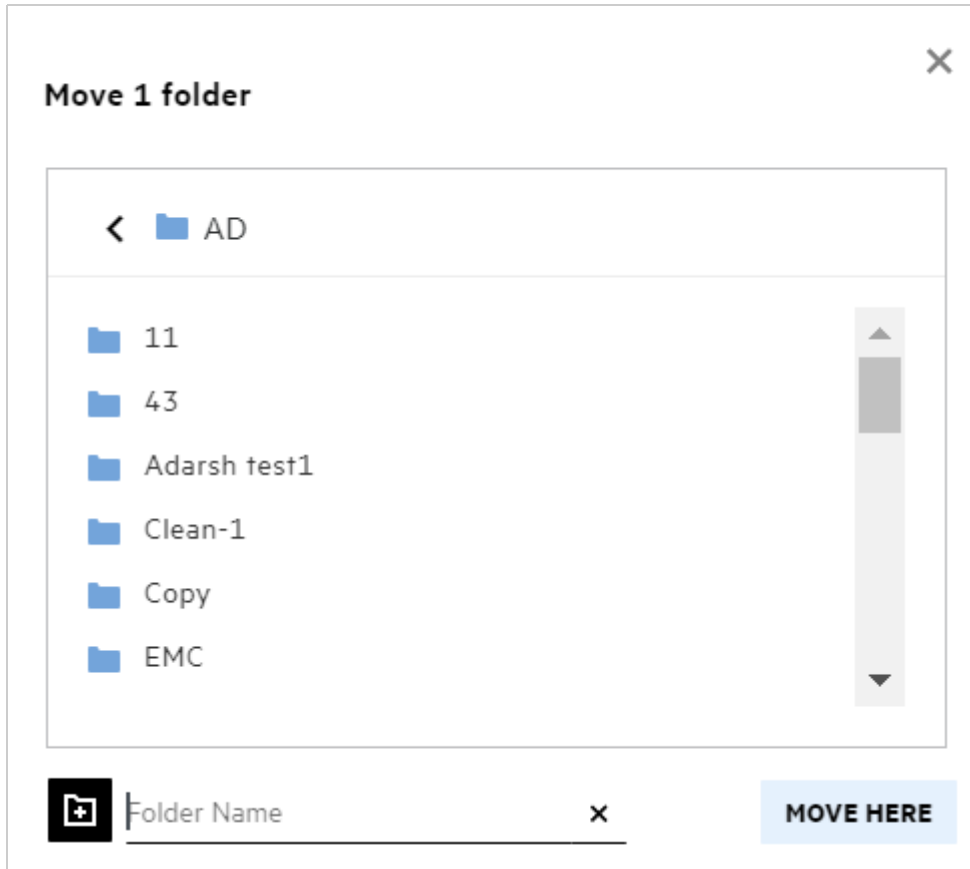 Move 1 folder
AD
11
43
Adarsh test1
Clean-1
Copy
EMC
Folder Name
MOVE HERE